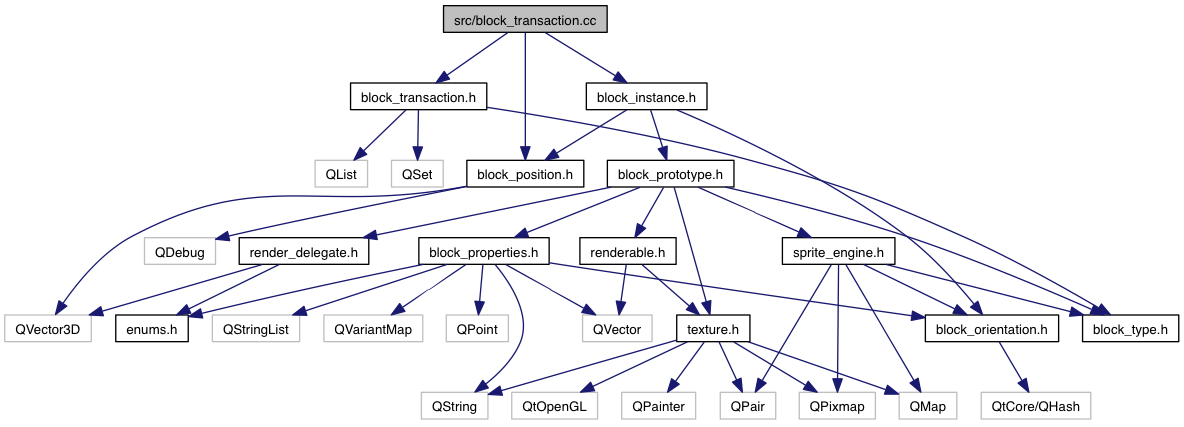 src/block_transaction.cc
block_transaction.h
block_instance.h
QList
QSet
block_position.h
block_prototype.h
QDebug
render_delegate.h
block_properties.h
renderable.h
sprite_engine.h
QVector3D
enums.h
QStringList
QVariantMap
QPoint
QVector
texture.h
block_orientation.h
block_type.h
QString
QtOpenGL
QPainter
QPair
QPixmap
QMap
QtCore/QHash